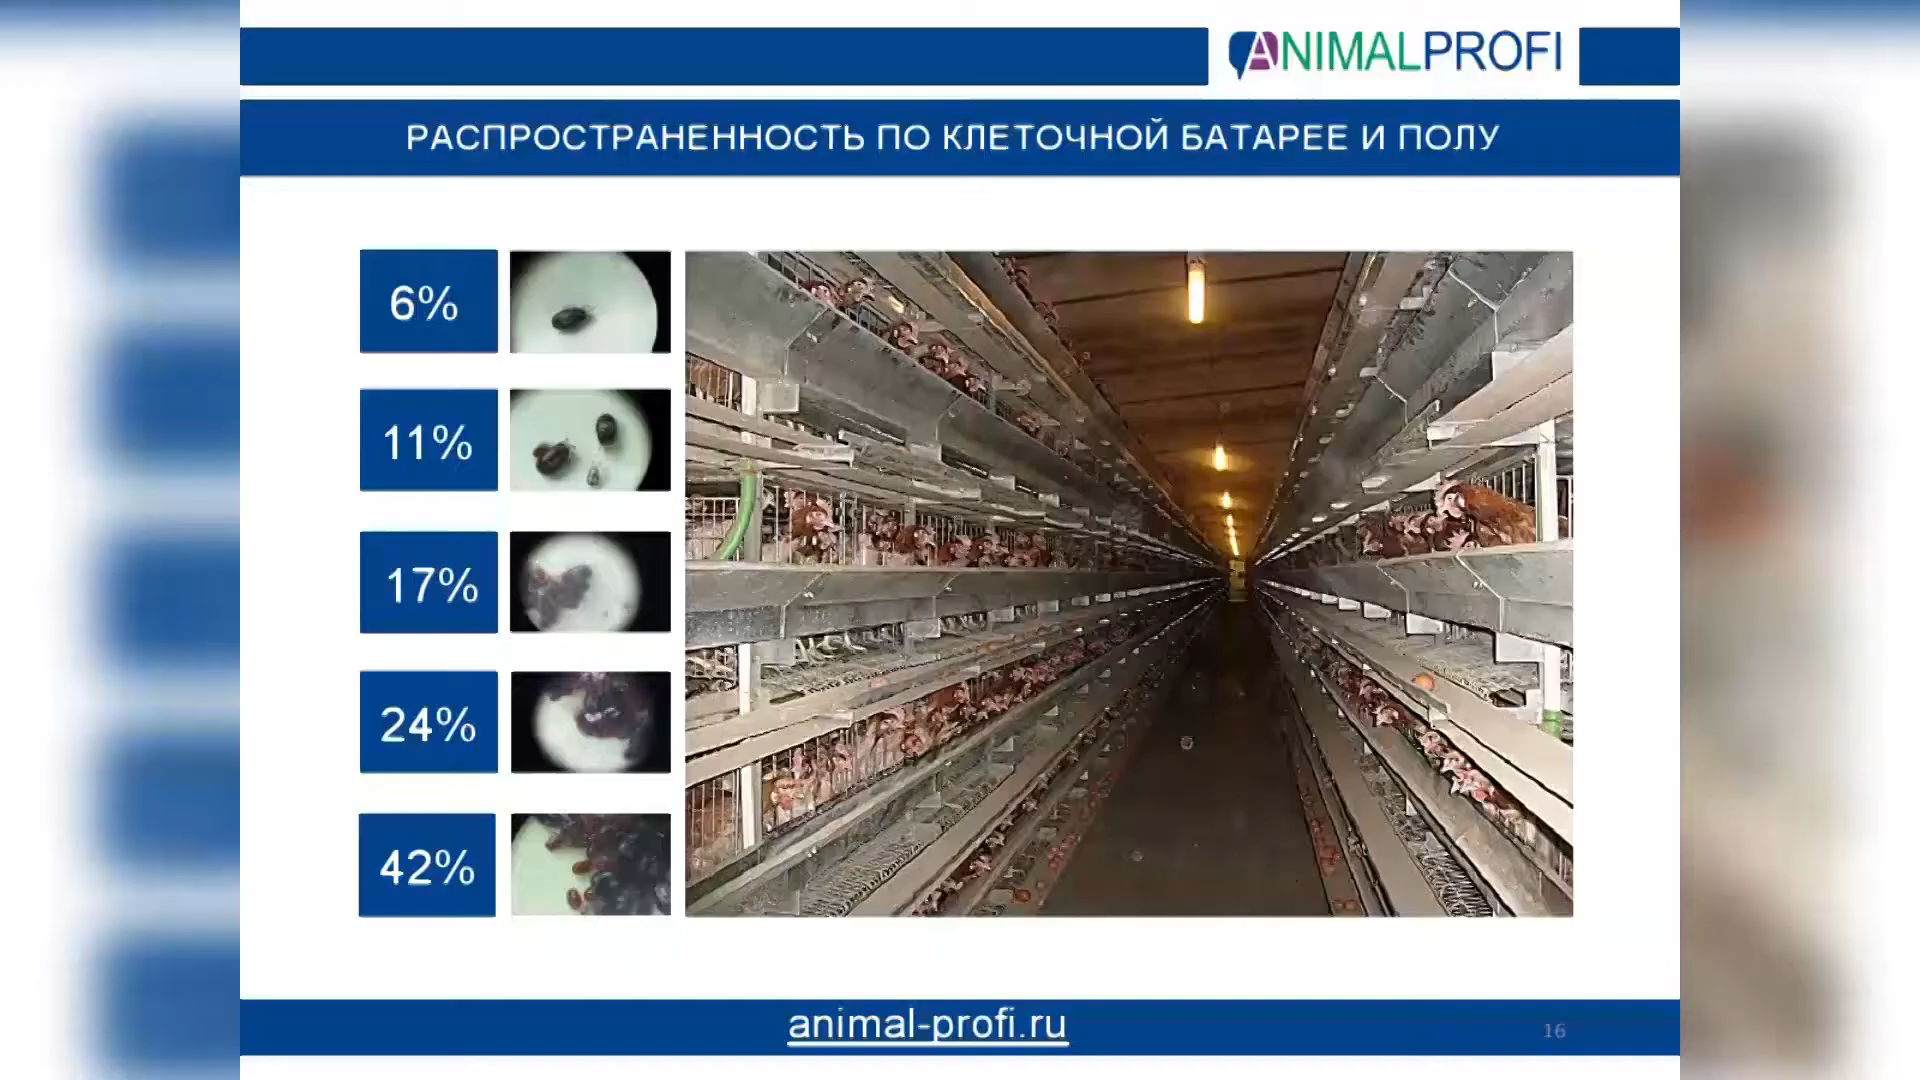 ANIMALPROFI
РАСПРОСТРАНЕННОСТЬ ПО КЛЕТОЧНОЙ БАТАРЕЕ И ПОЛУ
6%
11%
17%
24%
42%
animal-profi.ru
16